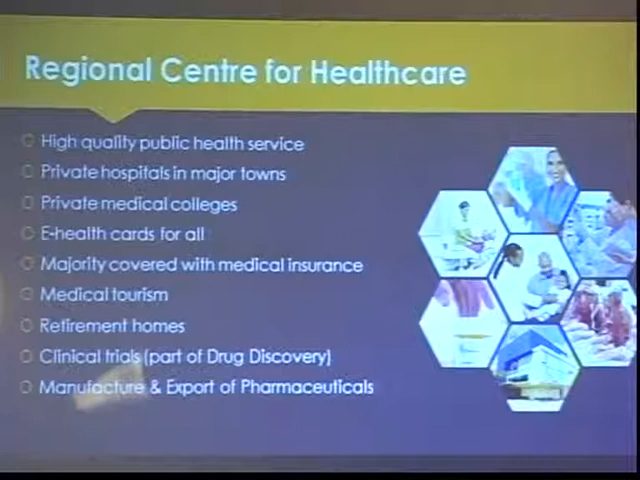 Regional Centre for Healthcare
High quality public health service
Private hospitals in major towns
Private medical colleges
E-health cards for all
Majority covered with medical insurance
Medical tourism
Retirement homes
Clinical trials (part of Drug Discovery)
Manufacture & Export of Pharmaceuticals